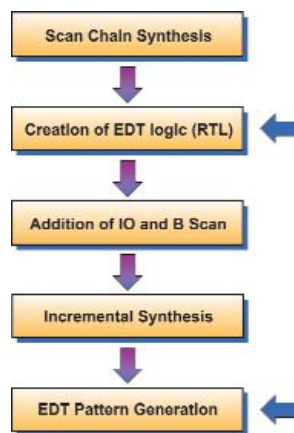 Scan Chain Synthesis
Creation of EDT logic (RTL)
Addition of IO and B Scan
Incremental Synthesis
EDT Pattern Generation